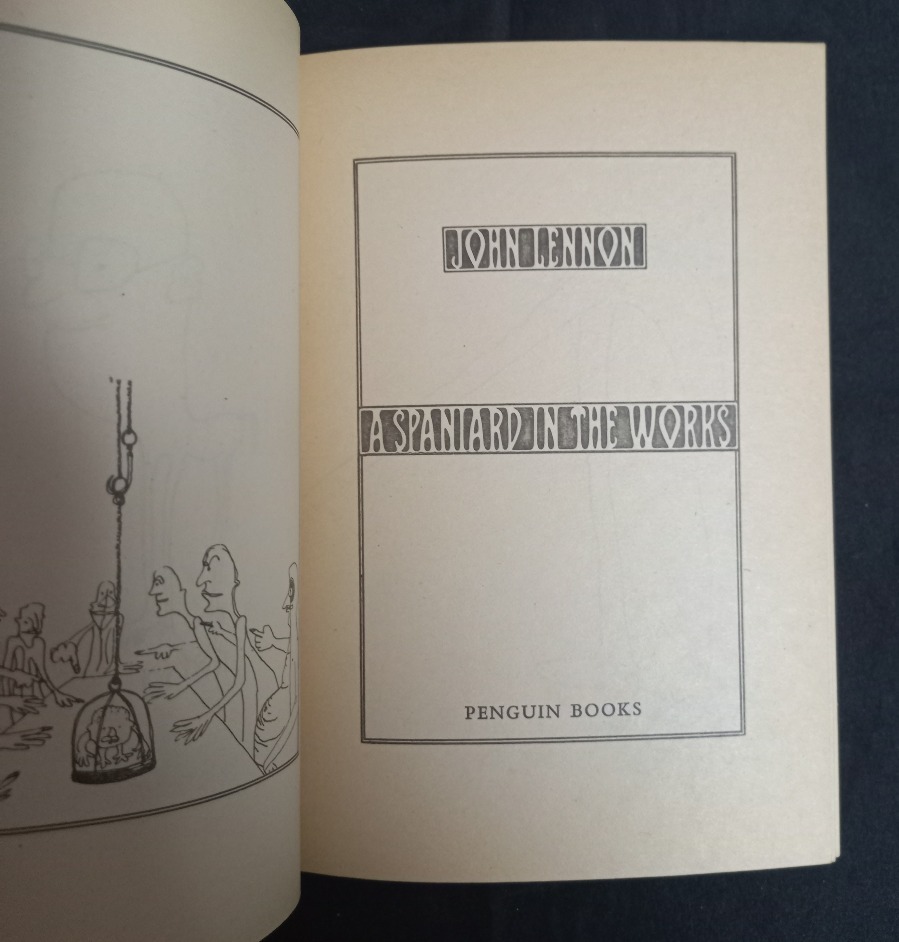 JOHN LENNON
A SPANIARD IN THE WORKS
PENGUIN BOOKS